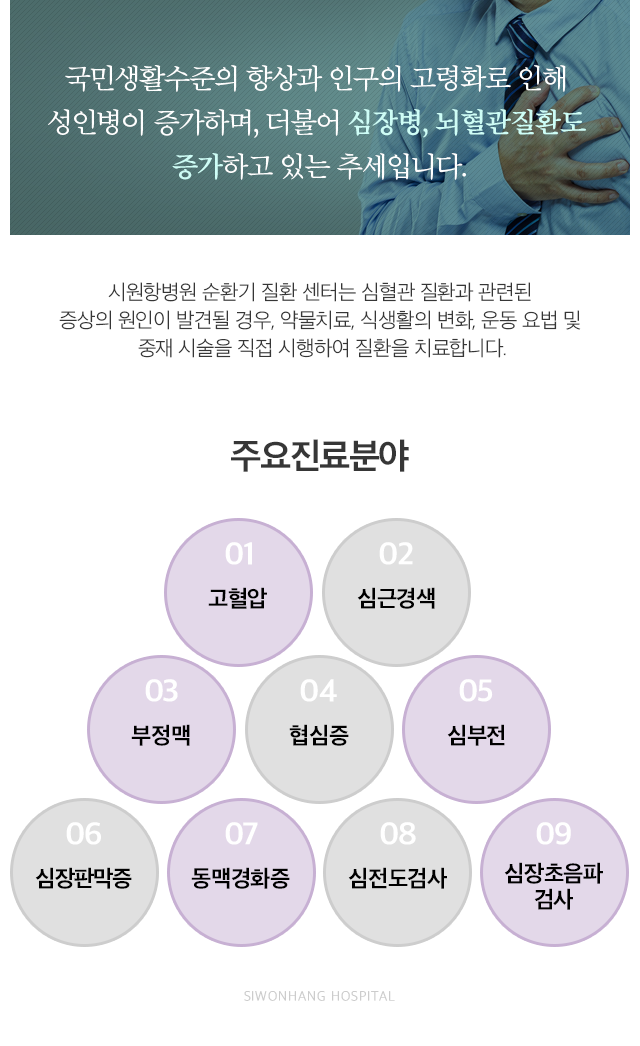 국민생활수준의 향상과 인구의 고령화로 인해
성인병이 증가하며, 더불어 심장병, 뇌혈관질환도
증가하고 있는 추세입니다.
시원항병원 순환기 질환 센터는 심혈관 질환과 관련된
증상의 원인이 발견될 경우, 약물치료, 식생활의 변화, 운동 요법 및
중재 시술을 직접 시행하여 질환을 치료합니다.
주요진료분야
01
고혈압
02
심근경색
03
부정맥
04
협심증
05
심부전
06
심장판막증
07
동맥경화증
08
심전도검사
09
심장초음파
검사
SIWONHANG HOSPITAL